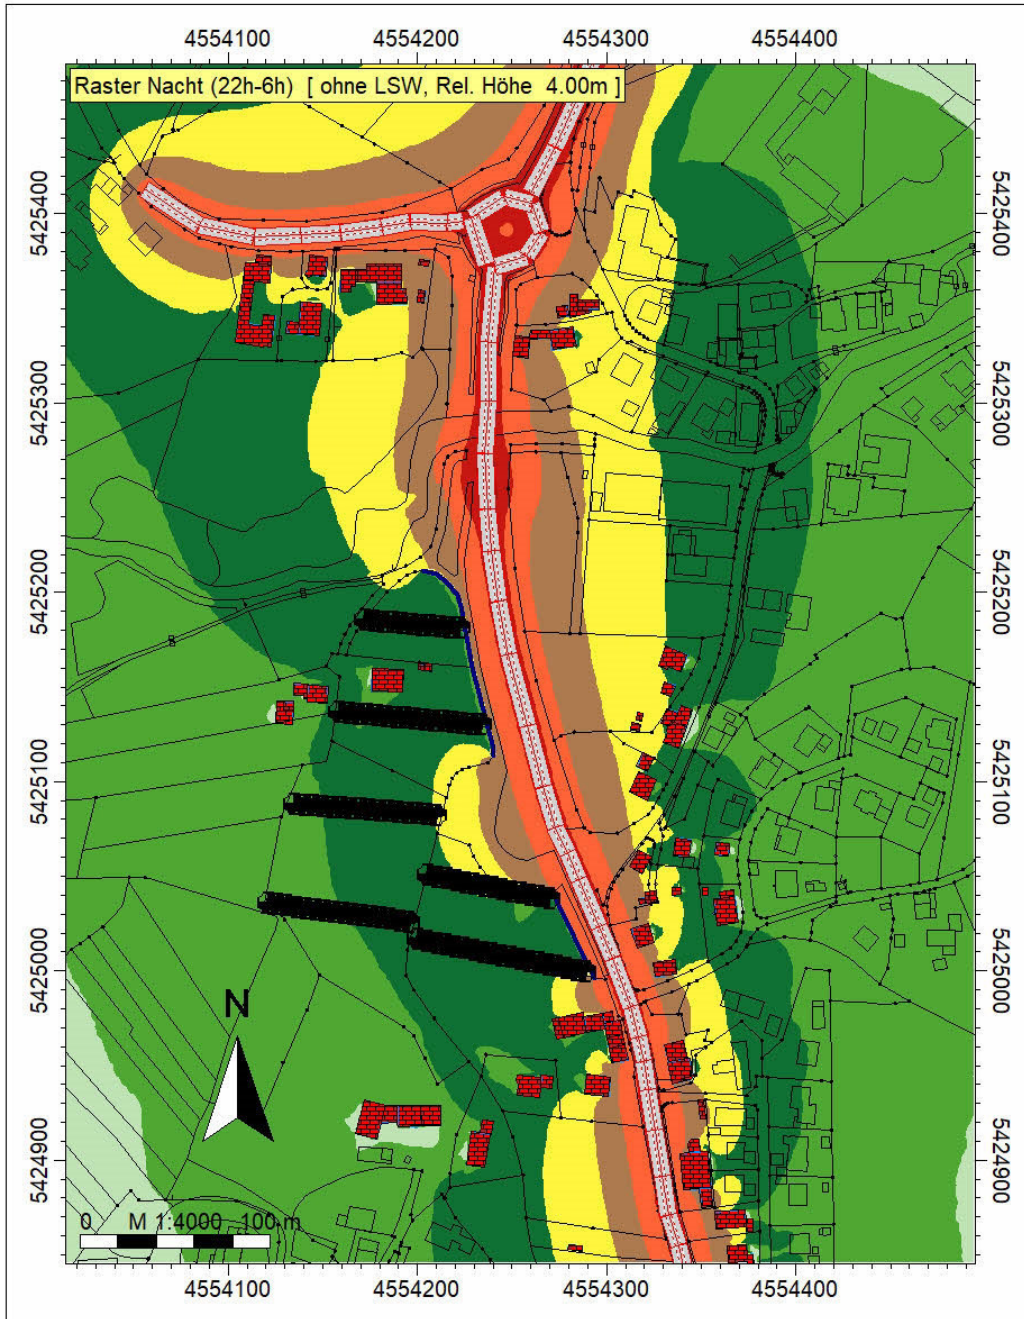 4554100 4554200 4554300 4554400
Raster Nacht (22h-6h) [ ohne LSW, Rel. Höhe 4.00m ]
5425400 5425400
5425300 5425300
5425200 5425200
5425100 5425100
5425000 5425000
N
5424900 5424900
0 M 1:4000 100 m
4554100 4554200 4554300 4554400